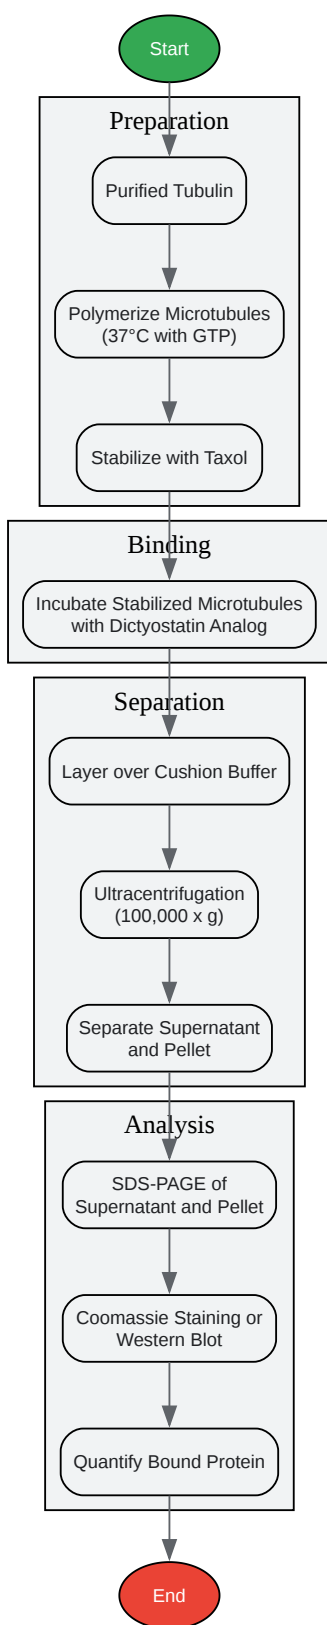 Start
Preparation
Purified Tubulin
Polymerize Microtubules
(37°C with GTP)
Stabilize with Taxol
Binding
Incubate Stabilized Microtubules
with Dictyostatin Analog
Separation
Layer over Cushion Buffer
Ultracentrifugation
(100,000 x g)
Separate Supernatant
and Pellet
Analysis
SDS-PAGE of
Supernatant and Pellet
Coomassie Staining or
Western Blot
Quantify Bound Protein
End